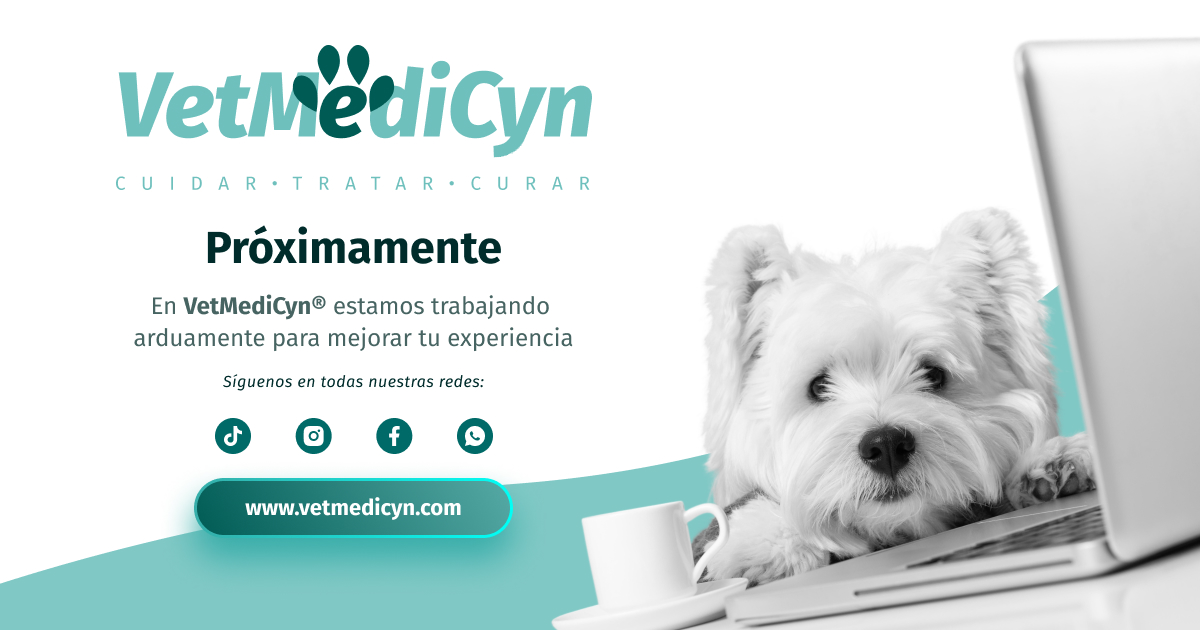 VetMediCyn
CUIDAR•TRATAR•CURAR
Próximamente
En VetMediCyn® estamos trabajando
arduamente para mejorar tu experiencia
Síguenos en todas nuestras redes:
www.vetmedicyn.com